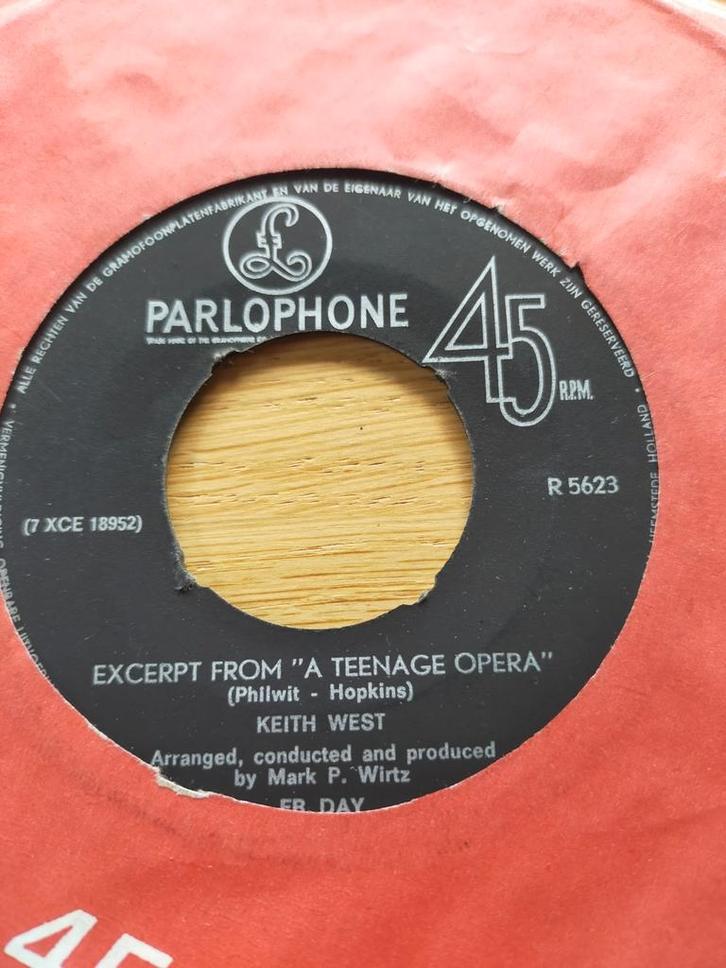 ALLE RECHTEN VAN DE GRAMOFOONPLATENFABRIKANT EN VAN DE EIGENAAR VAN HET OPGENOMEN WERK ZIJN GERESERVEERD •
HEEMSTEDE HOLLAND
£
PARLOPHONE
45
R.P.M.
R 5623
(7 XCE 18952)
EXCERPT FROM "A TEENAGE OPERA"
(Philwit - Hopkins)
KEITH WEST
Arranged, conducted and produced
by Mark P. Wirtz
FR. DAY
45